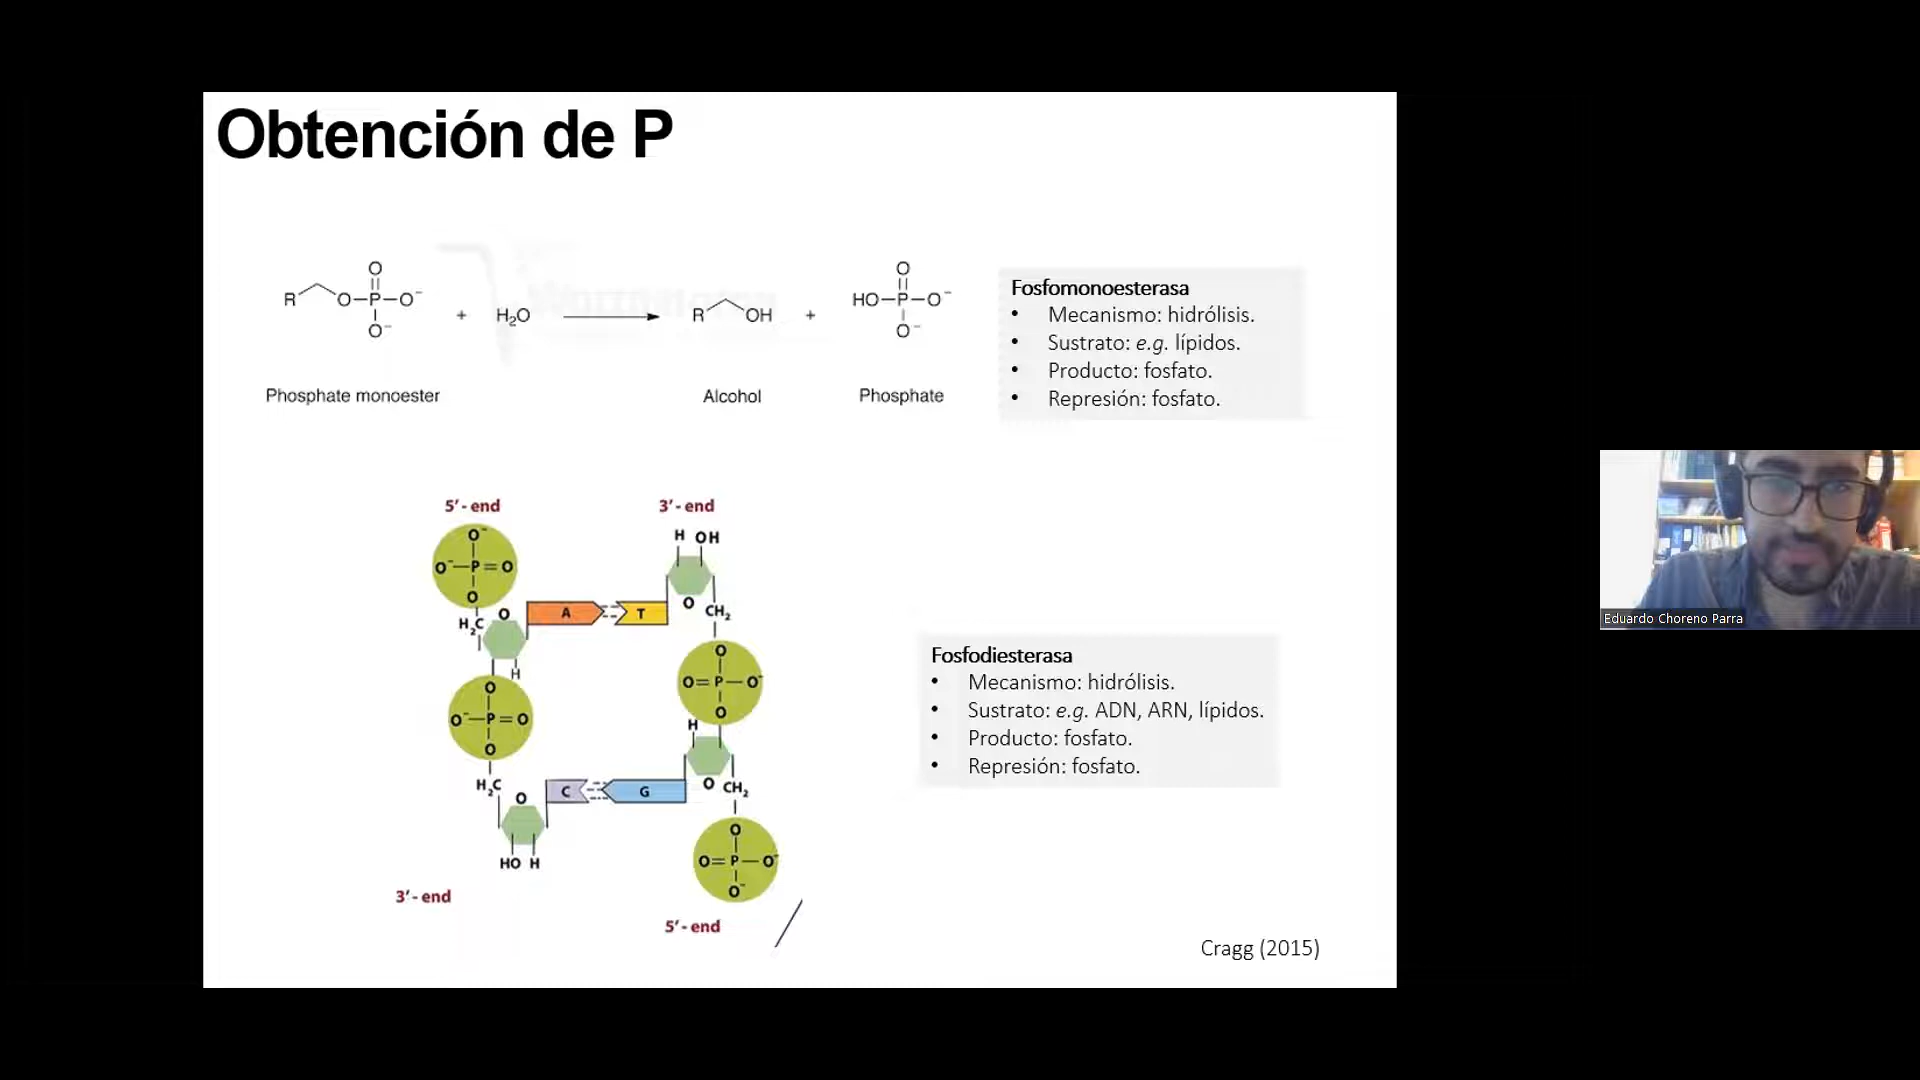 Obtención de P
O
R O–P–O⁻ + H₂O R OH + HO–P–O⁻
O⁻
O
O⁻
Phosphate monoester
Alcohol
Phosphate
Fosfomonoesterasa
• Mecanismo: hidrólisis.
• Sustrato: e.g. lípidos.
• Producto: fosfato.
• Represión: fosfato.
5’-end
3’-end
O⁻
O⁻–P=O
O
H OH
O
H₂C
O
A
T
O
CH₂
H
O
O⁻–P=O
O
O
O=P–O⁻
O
H
H₂C
O
C
G
O
CH₂
HO H
O
O=P–O⁻
O⁻
3’-end
5’-end
Fosfodiesterasa
• Mecanismo: hidrólisis.
• Sustrato: e.g. ADN, ARN, lípidos.
• Producto: fosfato.
• Represión: fosfato.
Cragg (2015)
Eduardo Choreno Parra